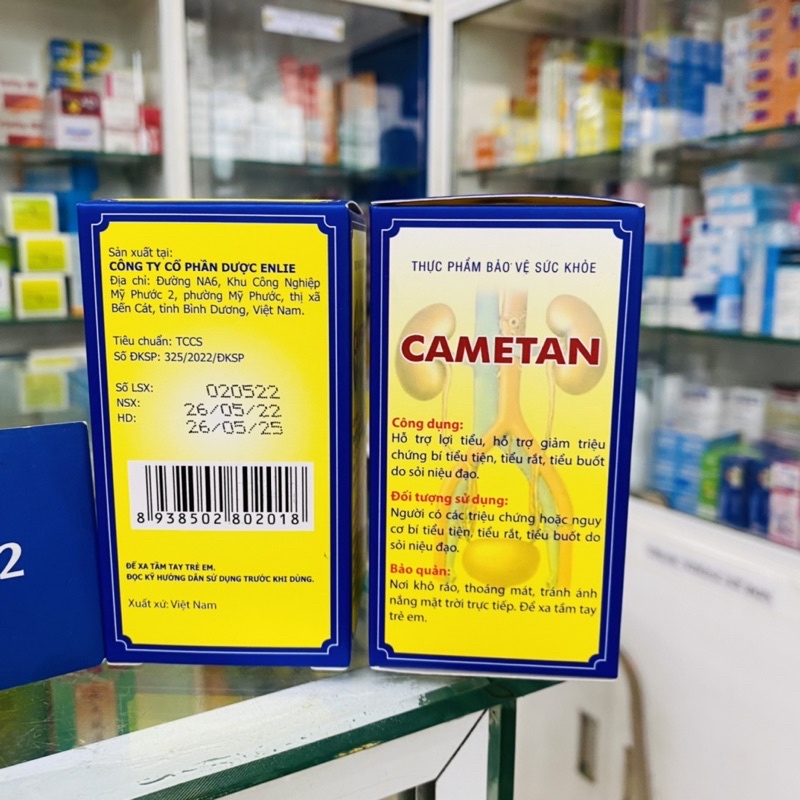 Sản xuất tại:
CÔNG TY CỔ PHẦN DƯỢC ENLIE
Địa chỉ: Đường NA6, Khu Công Nghiệp
Mỹ Phước 2, phường Mỹ Phước, thị xã
Bến Cát, tỉnh Bình Dương, Việt Nam.
Tiêu chuẩn: TCCS
Số ĐKSP: 325/2022/ĐKSP
Số LSX: 020522
NSX: 26/05/22
HD: 26/05/25
8 938502 802018
ĐỂ XA TẦM TAY TRẺ EM.
ĐỌC KỸ HƯỚNG DẪN SỬ DỤNG TRƯỚC KHI DÙNG.
Xuất xứ: Việt Nam
2
THỰC PHẨM BẢO VỆ SỨC KHỎE
CAMETAN
Công dụng:
Hỗ trợ lợi tiểu, hỗ trợ giảm triệu
chứng bí tiểu tiện, tiểu rắt, tiểu buốt
do sỏi niệu đạo.
Đối tượng sử dụng:
Người có các triệu chứng hoặc nguy
cơ bí tiểu tiện, tiểu rắt, tiểu buốt do
sỏi niệu đạo.
Bảo quản:
Nơi khô ráo, thoáng mát, tránh ánh
nắng mặt trời trực tiếp. Để xa tầm tay
trẻ em.